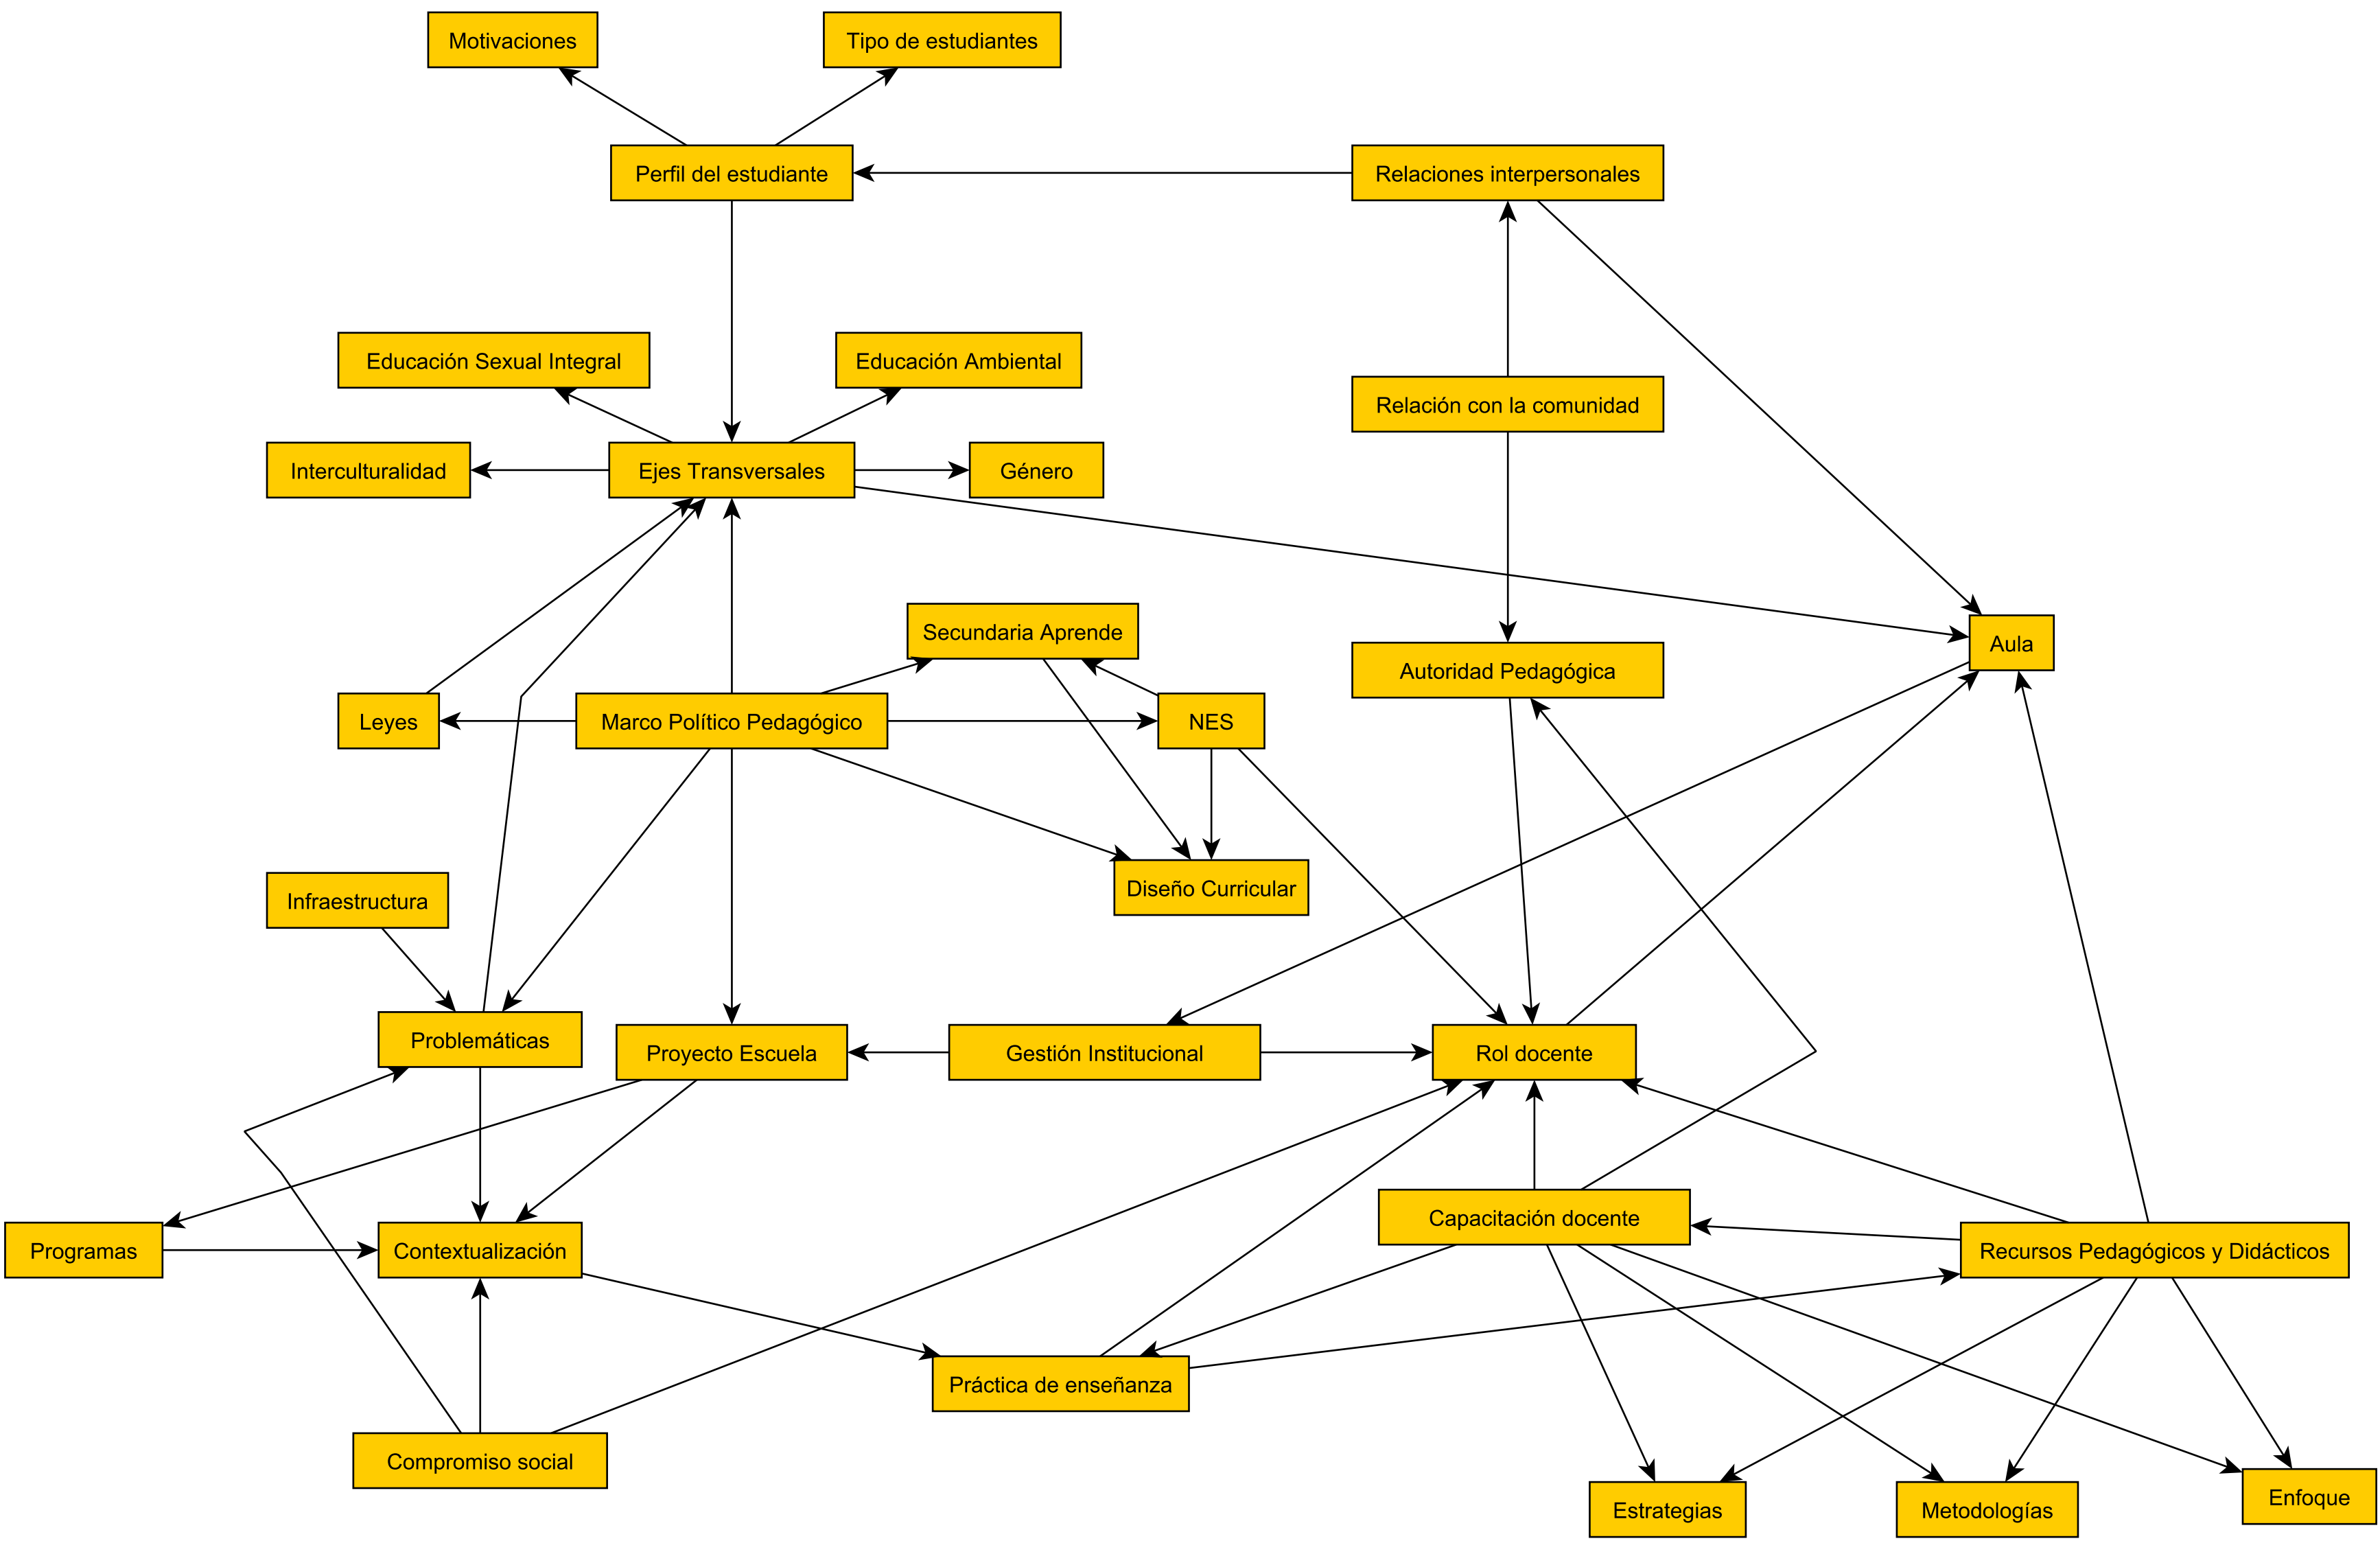 Motivaciones
Tipo de estudiantes
Perfil del estudiante
Relaciones interpersonales
Educación Sexual Integral
Educación Ambiental
Relación con la comunidad
Interculturalidad
Ejes Transversales
Género
Secundaria Aprende
Aula
Autoridad Pedagógica
Leyes
Marco Político Pedagógico
NES
Diseño Curricular
Infraestructura
Problemáticas
Proyecto Escuela
Gestión Institucional
Rol docente
Capacitación docente
Programas
Contextualización
Recursos Pedagógicos y Didácticos
Práctica de enseñanza
Compromiso social
Estrategias
Metodologías
Enfoque